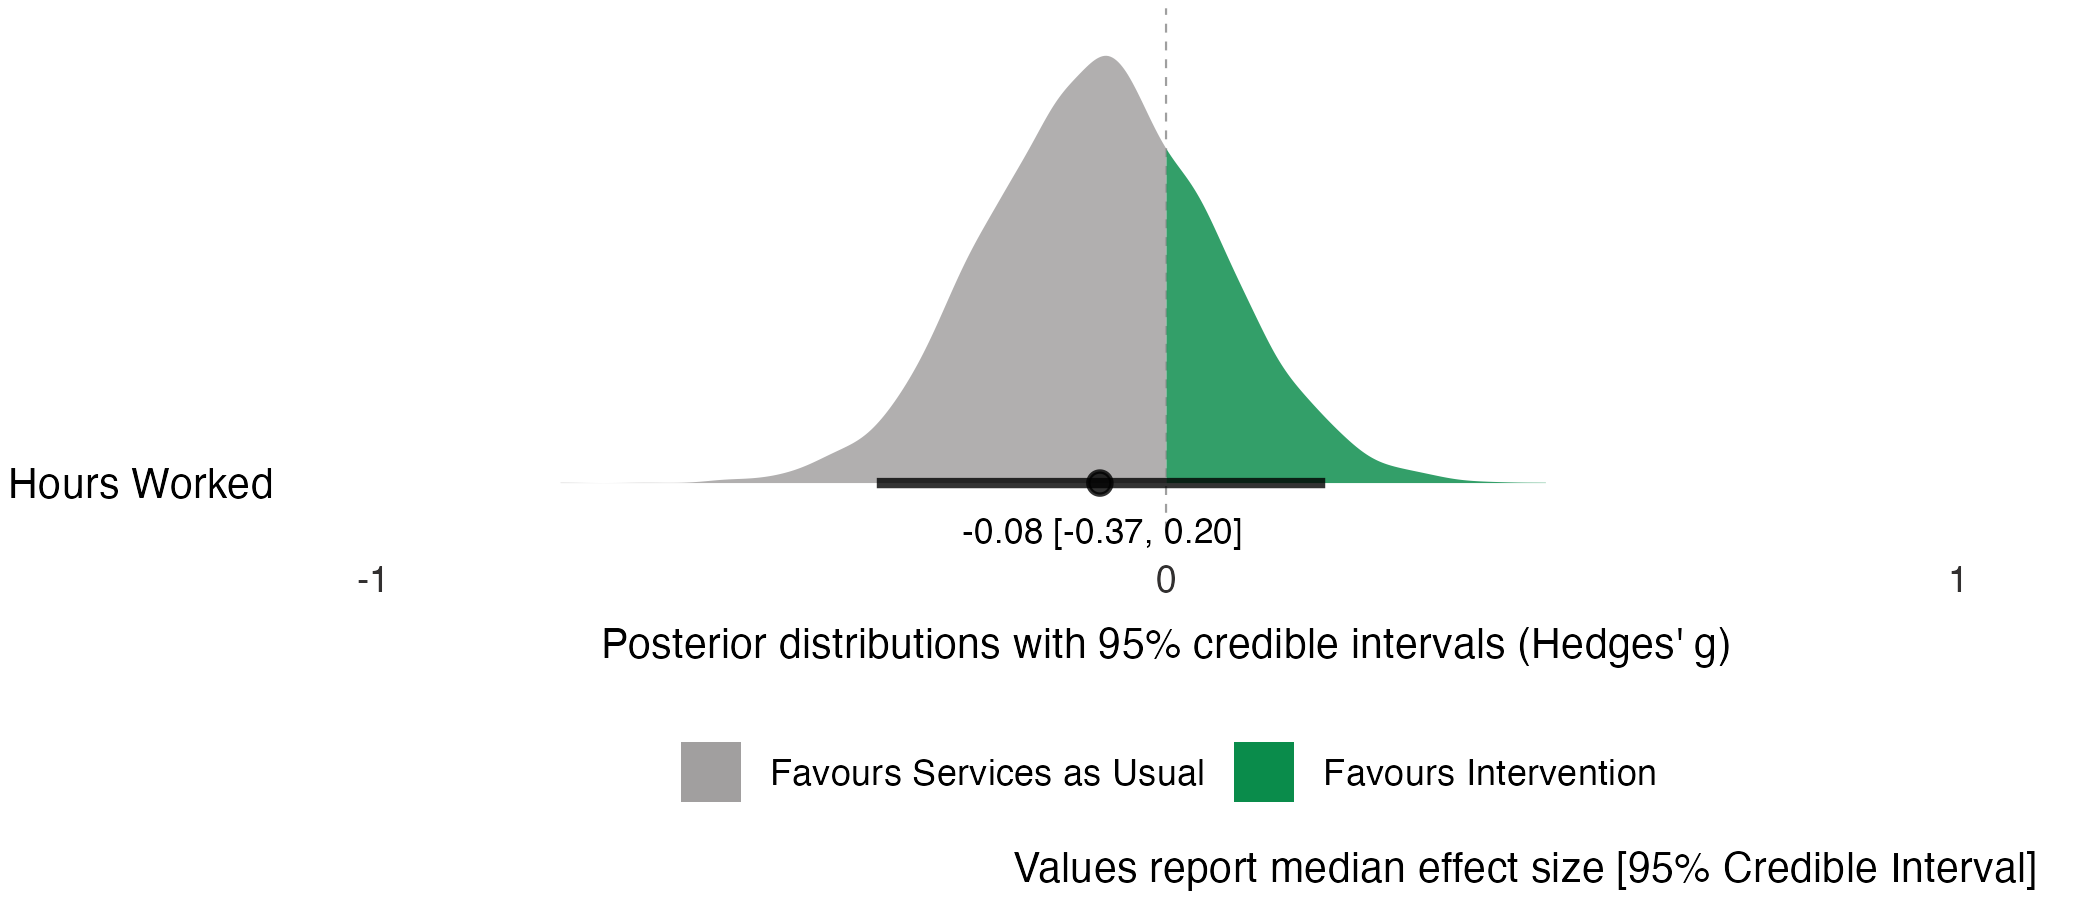 Hours Worked
-0.08 [-0.37, 0.20]
-1 0 1
Posterior distributions with 95% credible intervals (Hedges' g)
Favours Services as Usual Favours Intervention
Values report median effect size [95% Credible Interval]